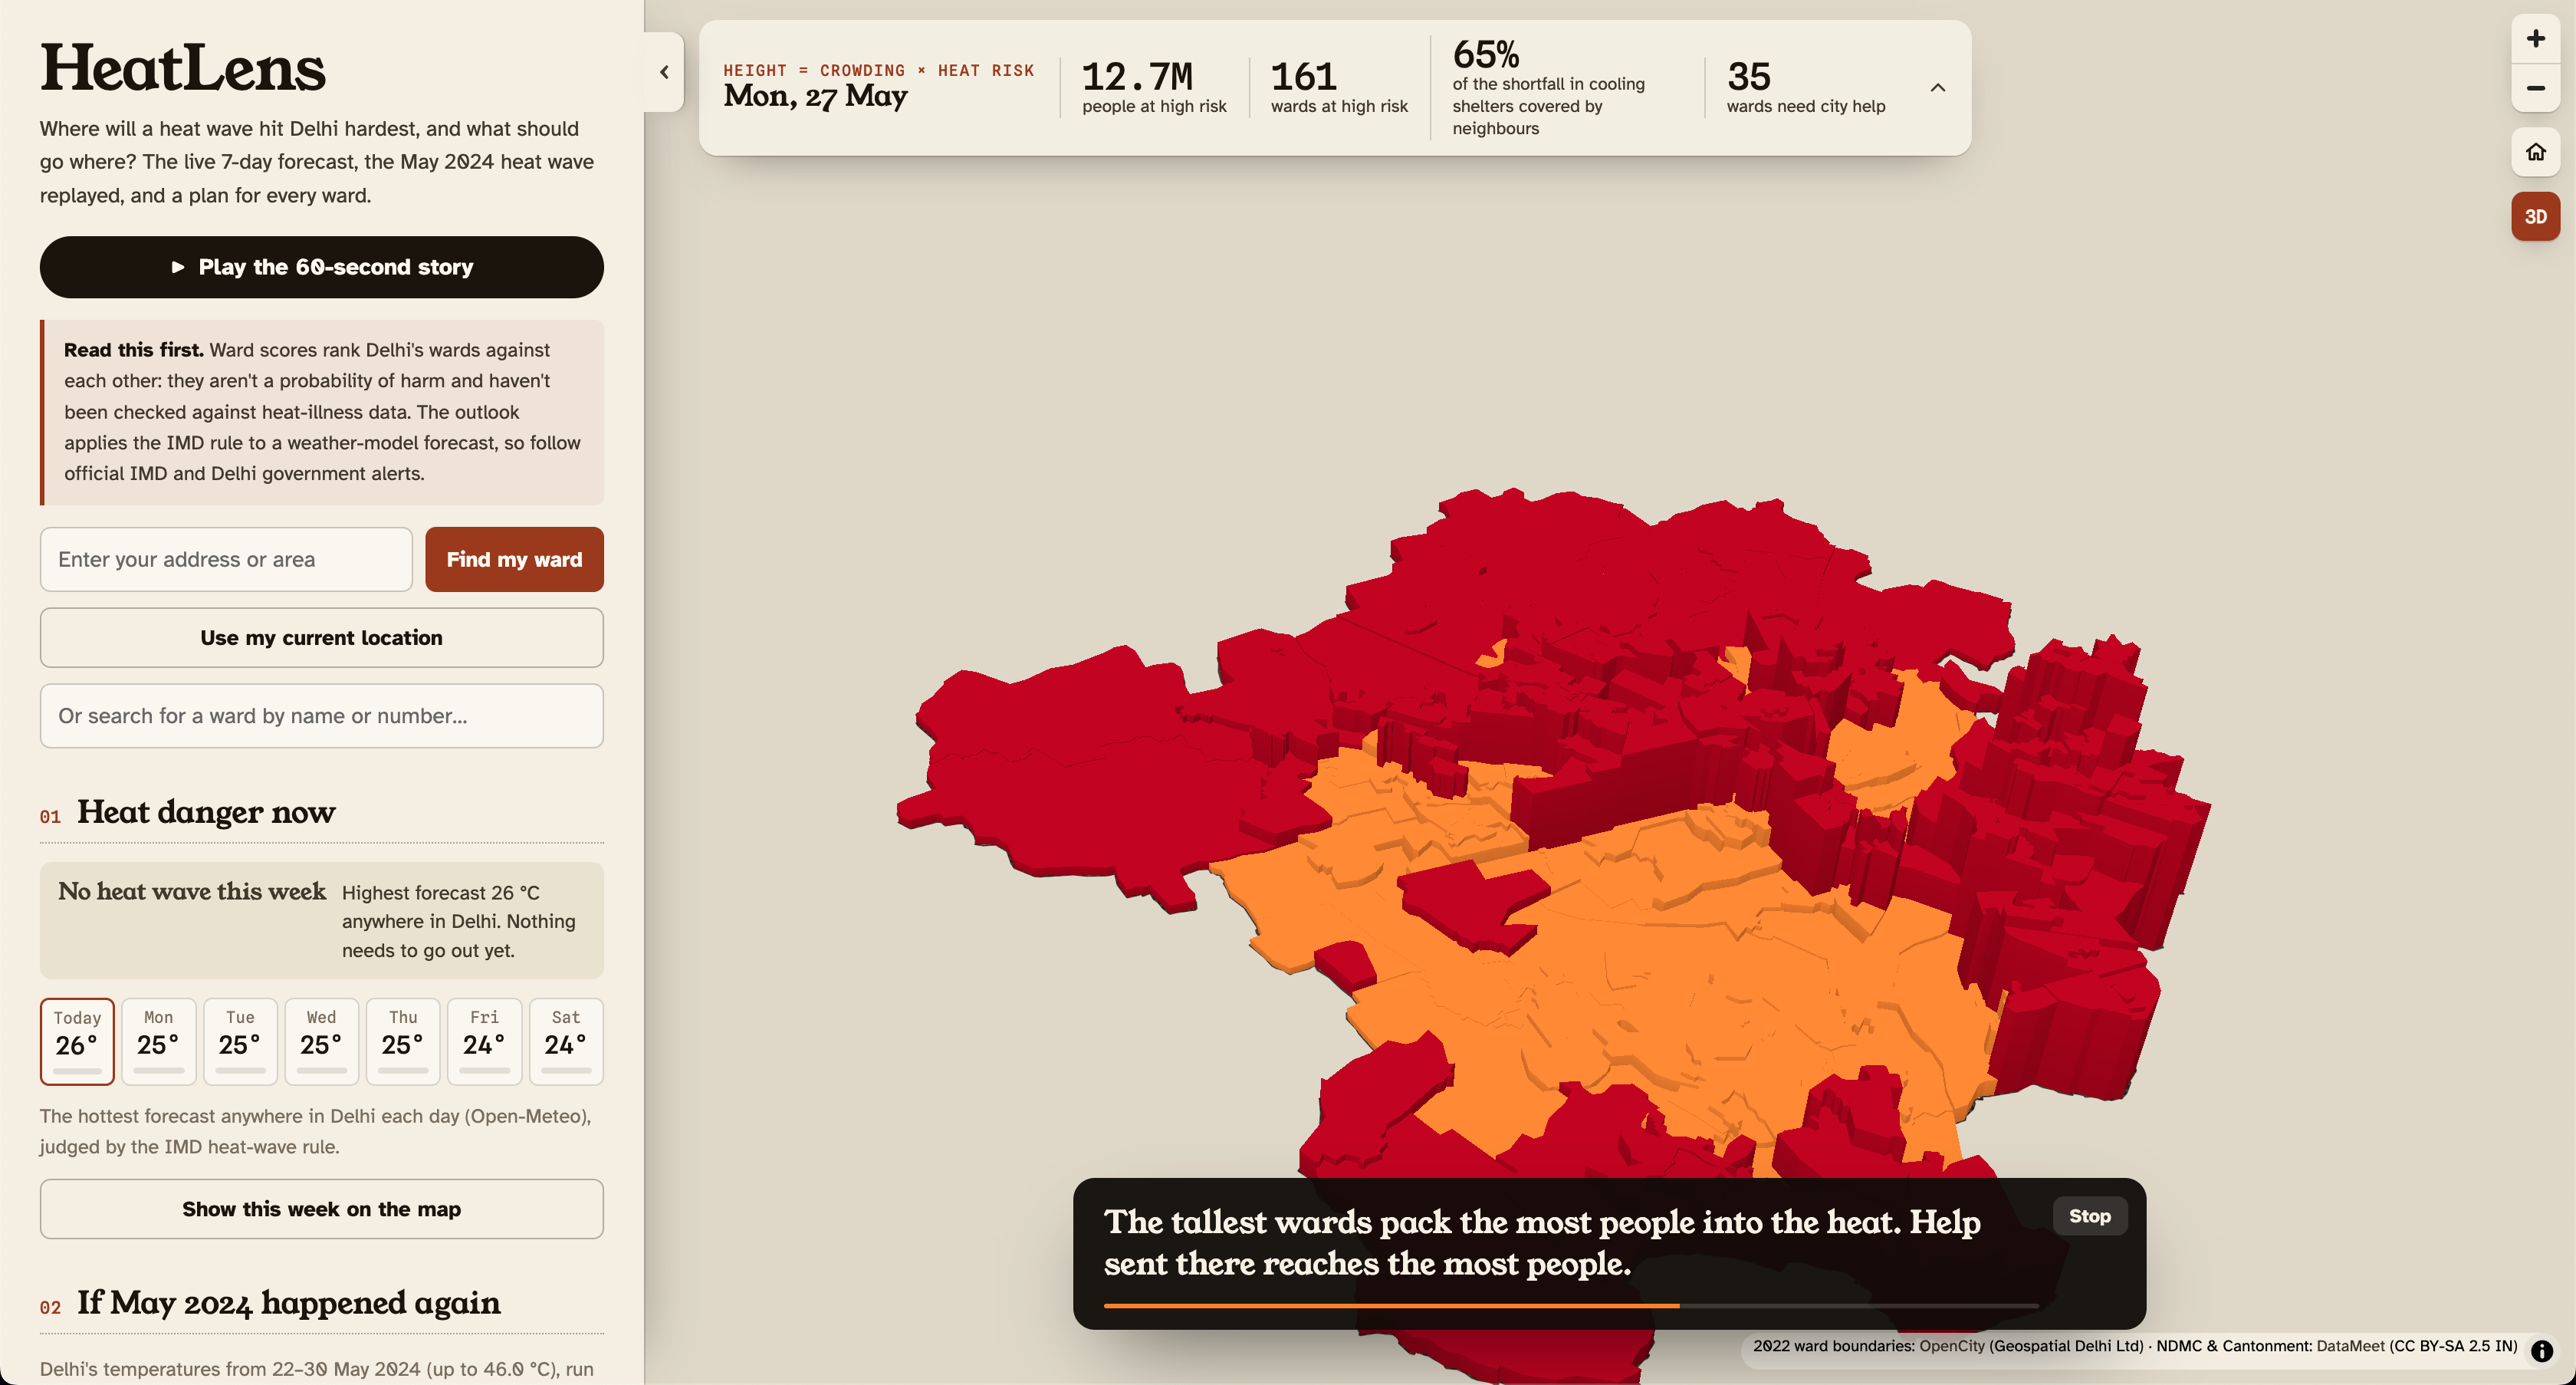 HeatLens
Where will a heat wave hit Delhi hardest, and what should
go where? The live 7-day forecast, the May 2024 heat wave
replayed, and a plan for every ward.
Play the 60-second story
Read this first. Ward scores rank Delhi's wards against
each other: they aren't a probability of harm and haven't
been checked against heat-illness data. The outlook
applies the IMD rule to a weather-model forecast, so follow
official IMD and Delhi government alerts.
Enter your address or area
Find my ward
Use my current location
Or search for a ward by name or number...
01 Heat danger now
No heat wave this week
Highest forecast 26 °C
anywhere in Delhi. Nothing
needs to go out yet.
Today Mon Tue Wed Thu Fri Sat
26° 25° 25° 25° 25° 24° 24°
The hottest forecast anywhere in Delhi each day (Open-Meteo),
judged by the IMD heat-wave rule.
Show this week on the map
02 If May 2024 happened again
Delhi's temperatures from 22–30 May 2024 (up to 46.0 °C), run
HEIGHT = CROWDING × HEAT RISK
Mon, 27 May
12.7M
people at high risk
161
wards at high risk
65%
of the shortfall in cooling
shelters covered by
neighbours
35
wards need city help
3D
The tallest wards pack the most people into the heat. Help
sent there reaches the most people.
Stop
2022 ward boundaries: OpenCity (Geospatial Delhi Ltd) · NDMC & Cantonment: DataMeet (CC BY-SA 2.5 IN)